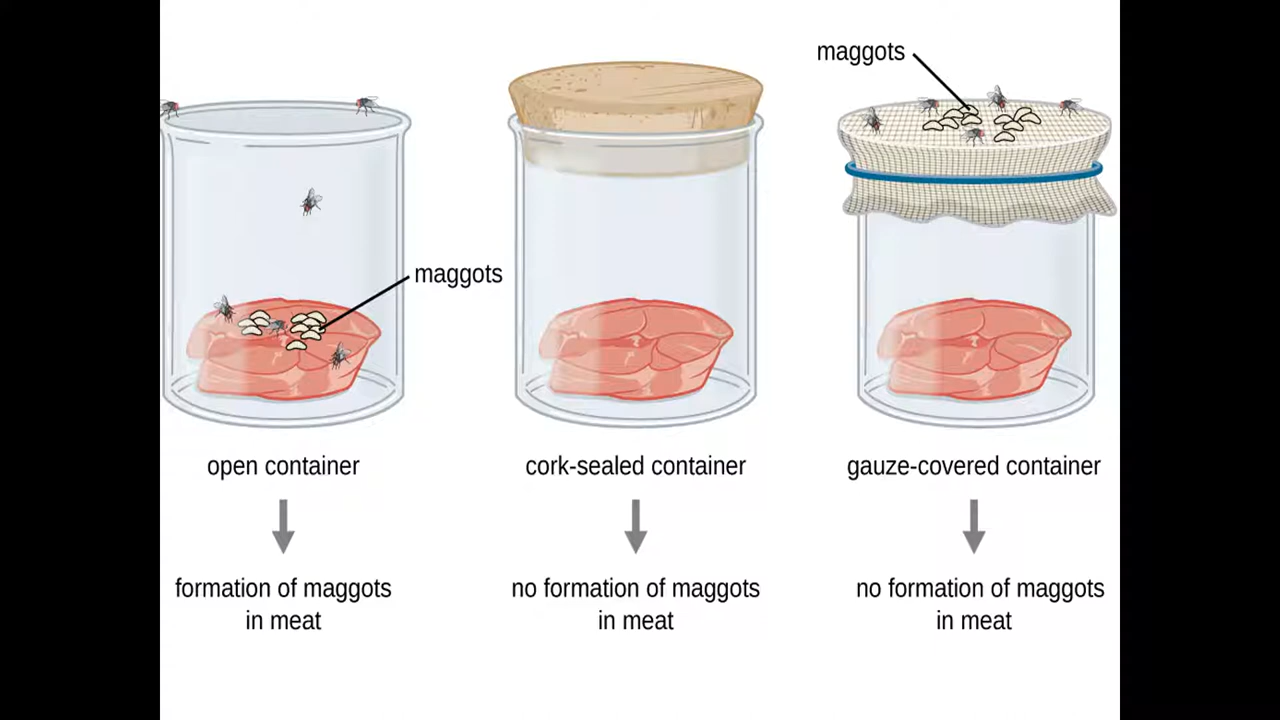 maggots
maggots
open container
cork-sealed container
gauze-covered container
formation of maggots
in meat
no formation of maggots
in meat
no formation of maggots
in meat